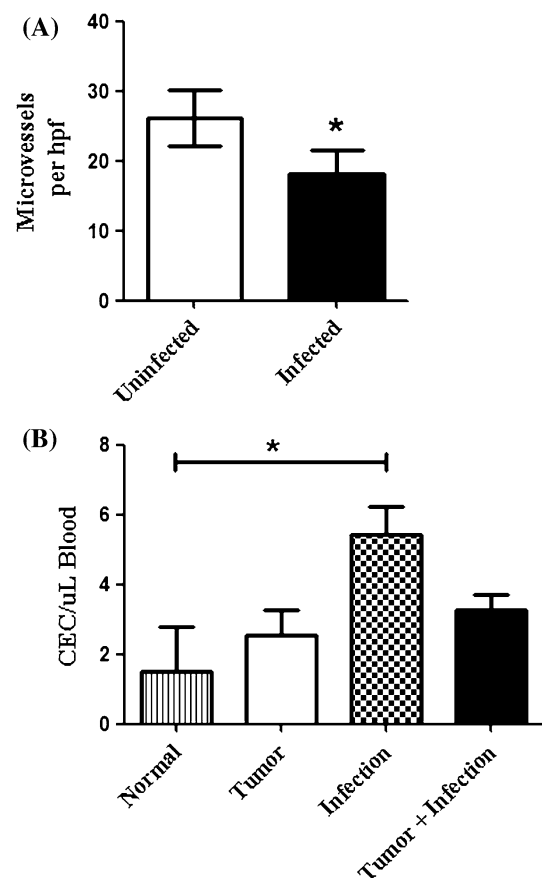 (A)
40
30
20
10
0
Microvessels
per hpf
*
Uninfected
Infected
(B)
8
6
4
2
0
CEC/uL Blood
*
Normal
Tumor
Infection
Tumor + Infection